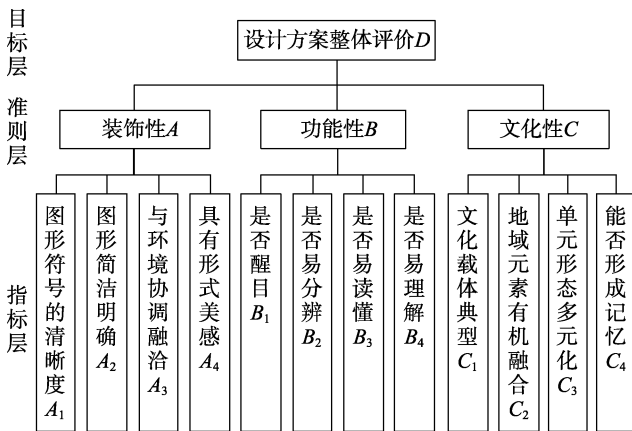 目标层
设计方案整体评价D
准则层
装饰性A
功能性B
文化性C
指标层
图形符号的清晰度A₁
图形简洁明确A₂
与环境协调融洽A₃
具有形式美感A₄
是否醒目B₁
是否易分辨B₂
是否易读懂B₃
是否易理解B₄
文化载体典型C₁
地域元素有机融合C₂
单元形态多元化C₃
能否形成记忆C₄